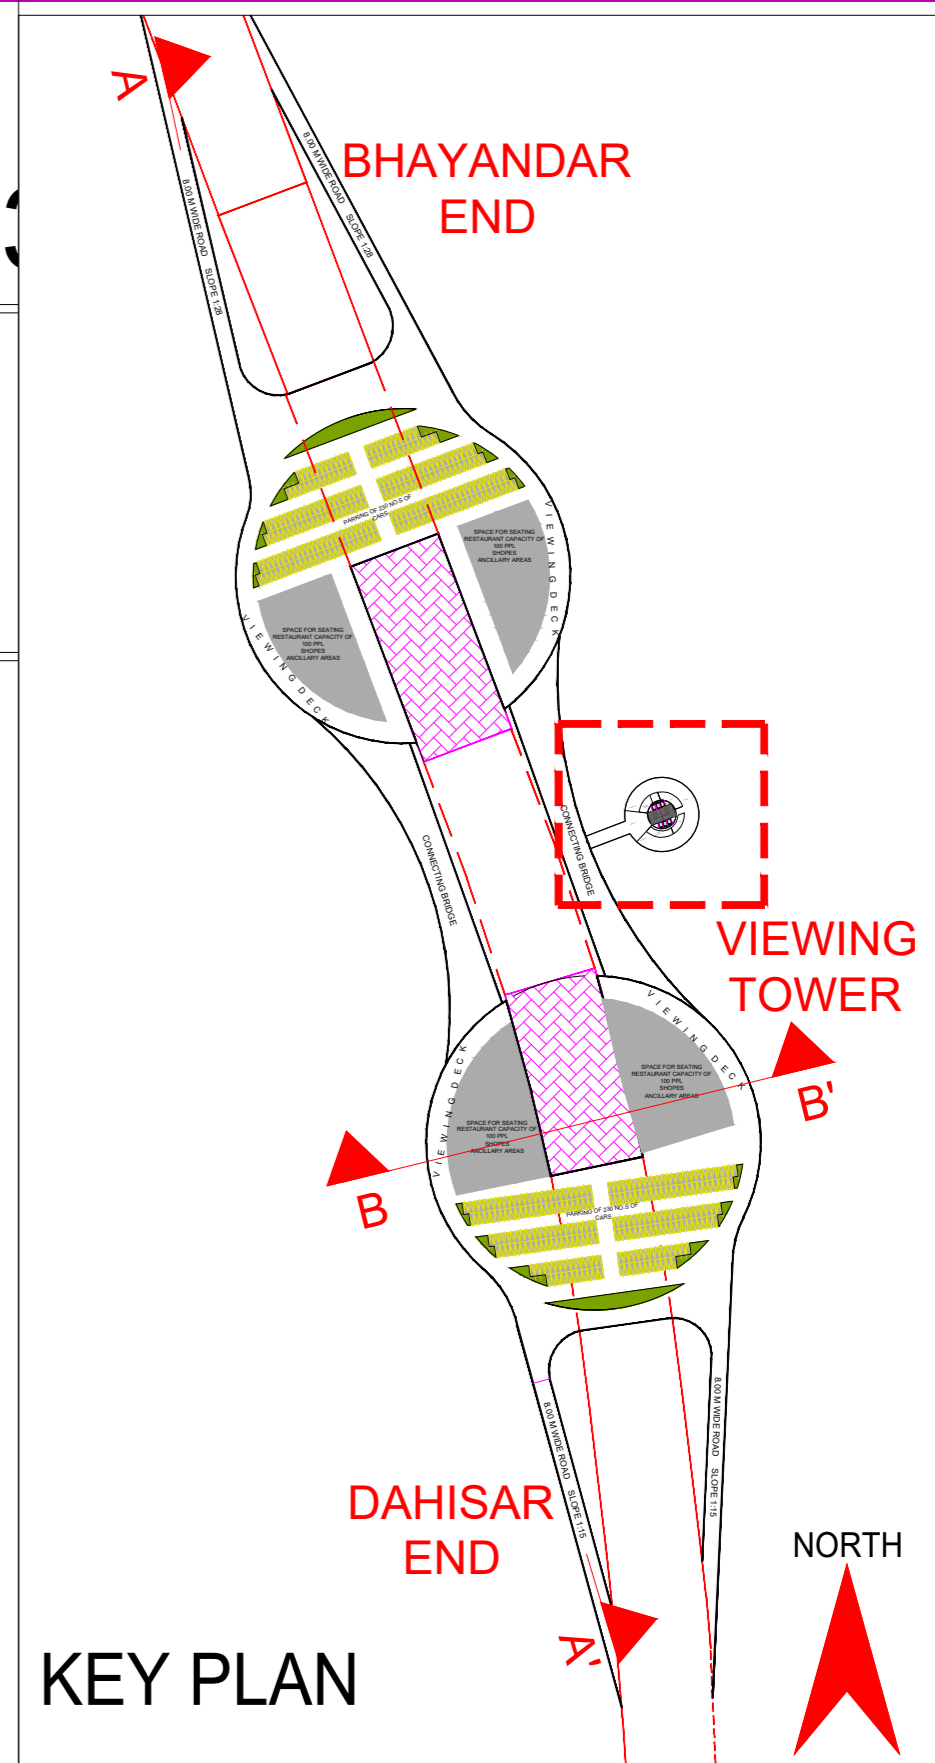 A
BHAYANDAR
END
8.00 M WIDE ROAD SLOPE 1:28
8.00 M WIDE ROAD SLOPE 1:28
PARKING OF 230 NO.S OF
CARS
SPACE FOR SEATING
RESTAURANT CAPACITY OF
100 PPL
SHOPES
ANCILLARY AREAS
VIEWING DECK
SPACE FOR SEATING
RESTAURANT CAPACITY OF
100 PPL
SHOPES
ANCILLARY AREAS
VIEWING DECK
CONNECTING BRIDGE
CONNECTING BRIDGE
VIEWING
TOWER
VIEWING DECK
VIEWING DECK
SPACE FOR SEATING
RESTAURANT CAPACITY OF
100 PPL
SHOPES
ANCILLARY AREAS
SPACE FOR SEATING
RESTAURANT CAPACITY OF
100 PPL
SHOPES
ANCILLARY AREAS
B'
B
PARKING OF 230 NO.S OF
CARS
8.00 M WIDE ROAD SLOPE 1:15
8.00 M WIDE ROAD SLOPE 1:15
DAHISAR
END
A'
NORTH
KEY PLAN